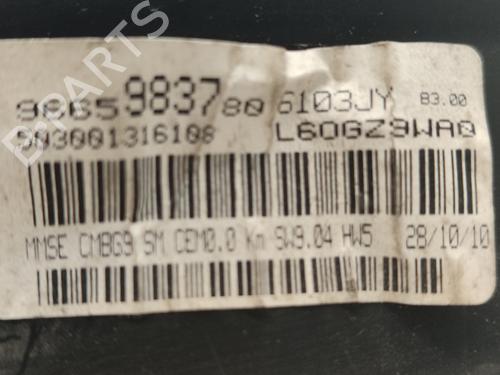 9665983780 6103JY 83.00
503001316108 L60GZ9WA0
MMSE CMBG9 SM CEM0.0 Km SW9.04 HW5 28/10/10
B-PARTS